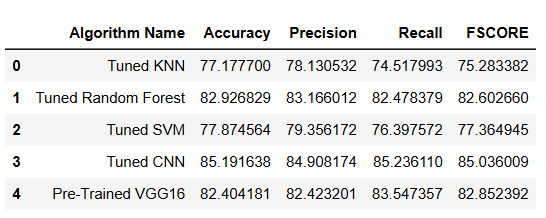 Algorithm Name Accuracy Precision Recall FSCORE
0 Tuned KNN 77.177700 78.130532 74.517993 75.283382
1 Tuned Random Forest 82.926829 83.166012 82.478379 82.602660
2 Tuned SVM 77.874564 79.356172 76.397572 77.364945
3 Tuned CNN 85.191638 84.908174 85.236110 85.036009
4 Pre-Trained VGG16 82.404181 82.423201 83.547357 82.852392